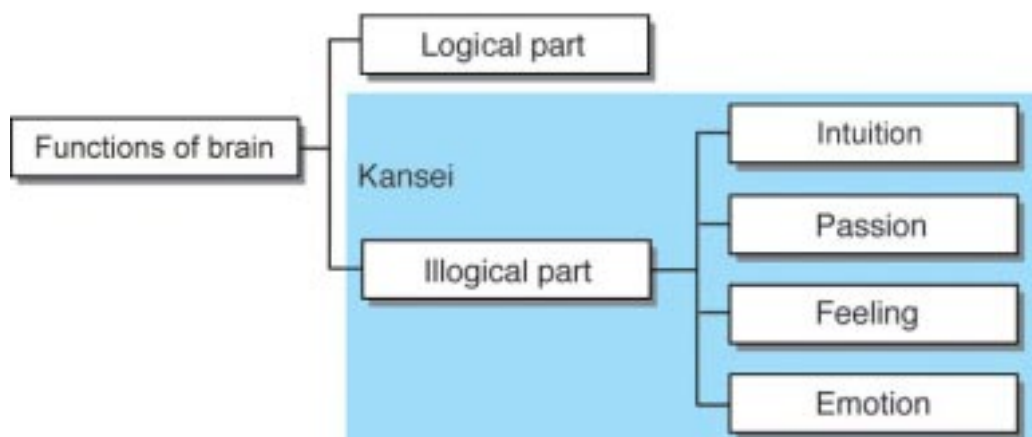 Logical part
Functions of brain
Kansei
Illogical part
Intuition
Passion
Feeling
Emotion